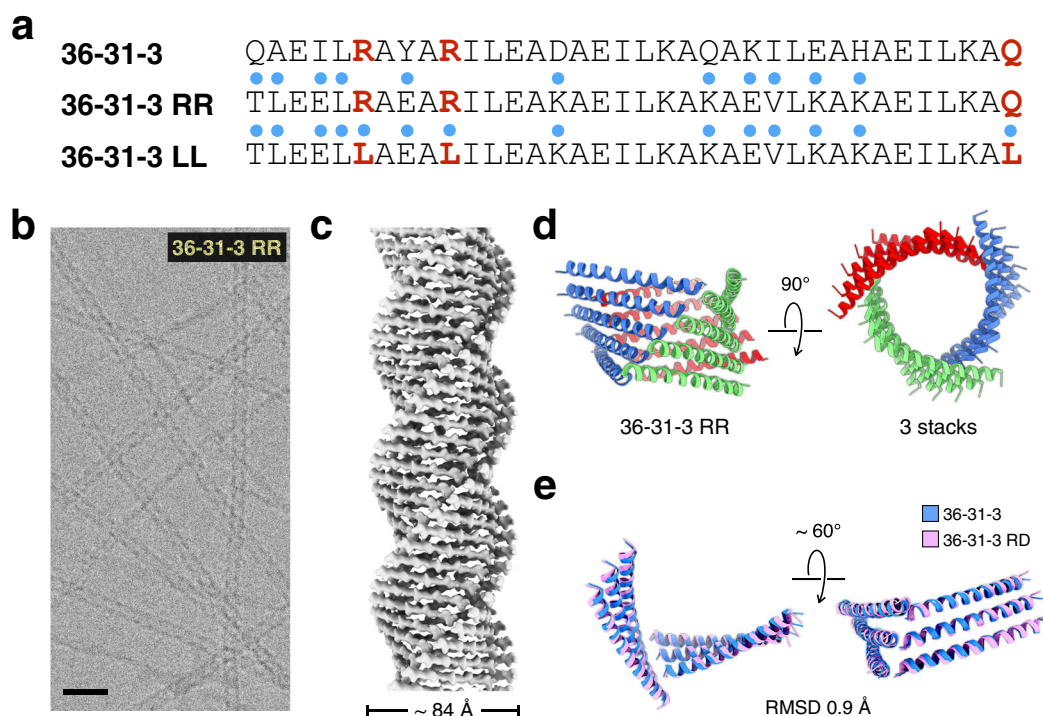 a
36-31-3 QAEILRAYARILEADAEILKAQAKILEAHAEILKAQ
36-31-3 RR TLEELRAEARILEAKAEILKAKAEVLKAKAEILKAQ
36-31-3 LL TLEELLAEALILEAKAEILKAKAEVLKAKAEILKAL
b
36-31-3 RR
c
~ 84 Å
d
90°
36-31-3 RR
3 stacks
e
36-31-3
36-31-3 RD
~ 60°
RMSD 0.9 Å